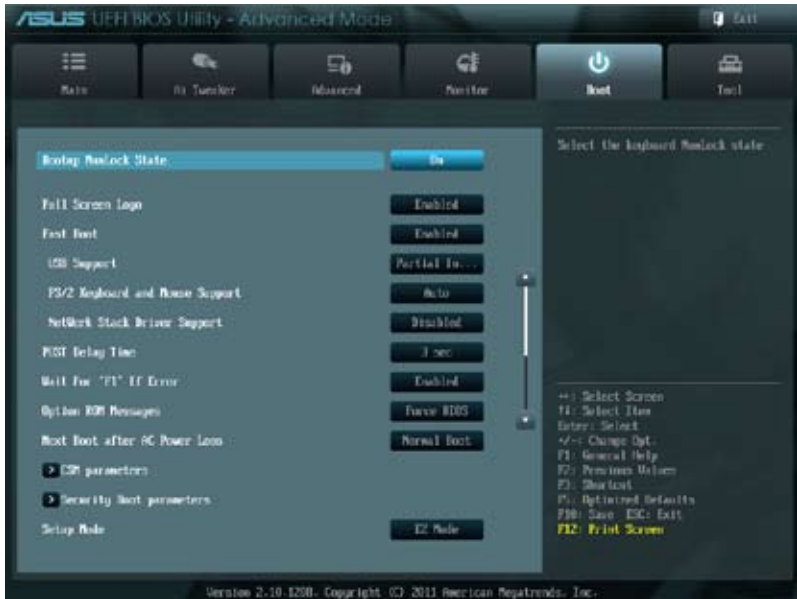 ASUS UEFI BIOS Utility - Advanced Mode
Exit
Main
Ai Tweaker
Advanced
Monitor
Boot
Tool
Bootup NumLock State
On
Select the keyboard NumLock state
Full Screen Logo
Enabled
Fast Boot
Enabled
USB Support
Partial In...
PS/2 Keyboard and Mouse Support
Auto
NetWork Stack Driver Support
Disabled
POST Delay Time
3 sec
Wait For "F1" If Error
Enabled
Option ROM Messages
Force BIOS
Next Boot after AC Power Loss
Normal Boot
> CSM parameters
> Security Boot parameters
Setup Mode
EZ Mode
→←: Select Screen
↑↓: Select Item
Enter: Select
+/-: Change Opt.
F1: General Help
F2: Previous Values
F3: Shortcut
F5: Optimized Defaults
F10: Save ESC: Exit
F12: Print Screen
Version 2.10.1208. Copyright (C) 2011 American Megatrends, Inc.